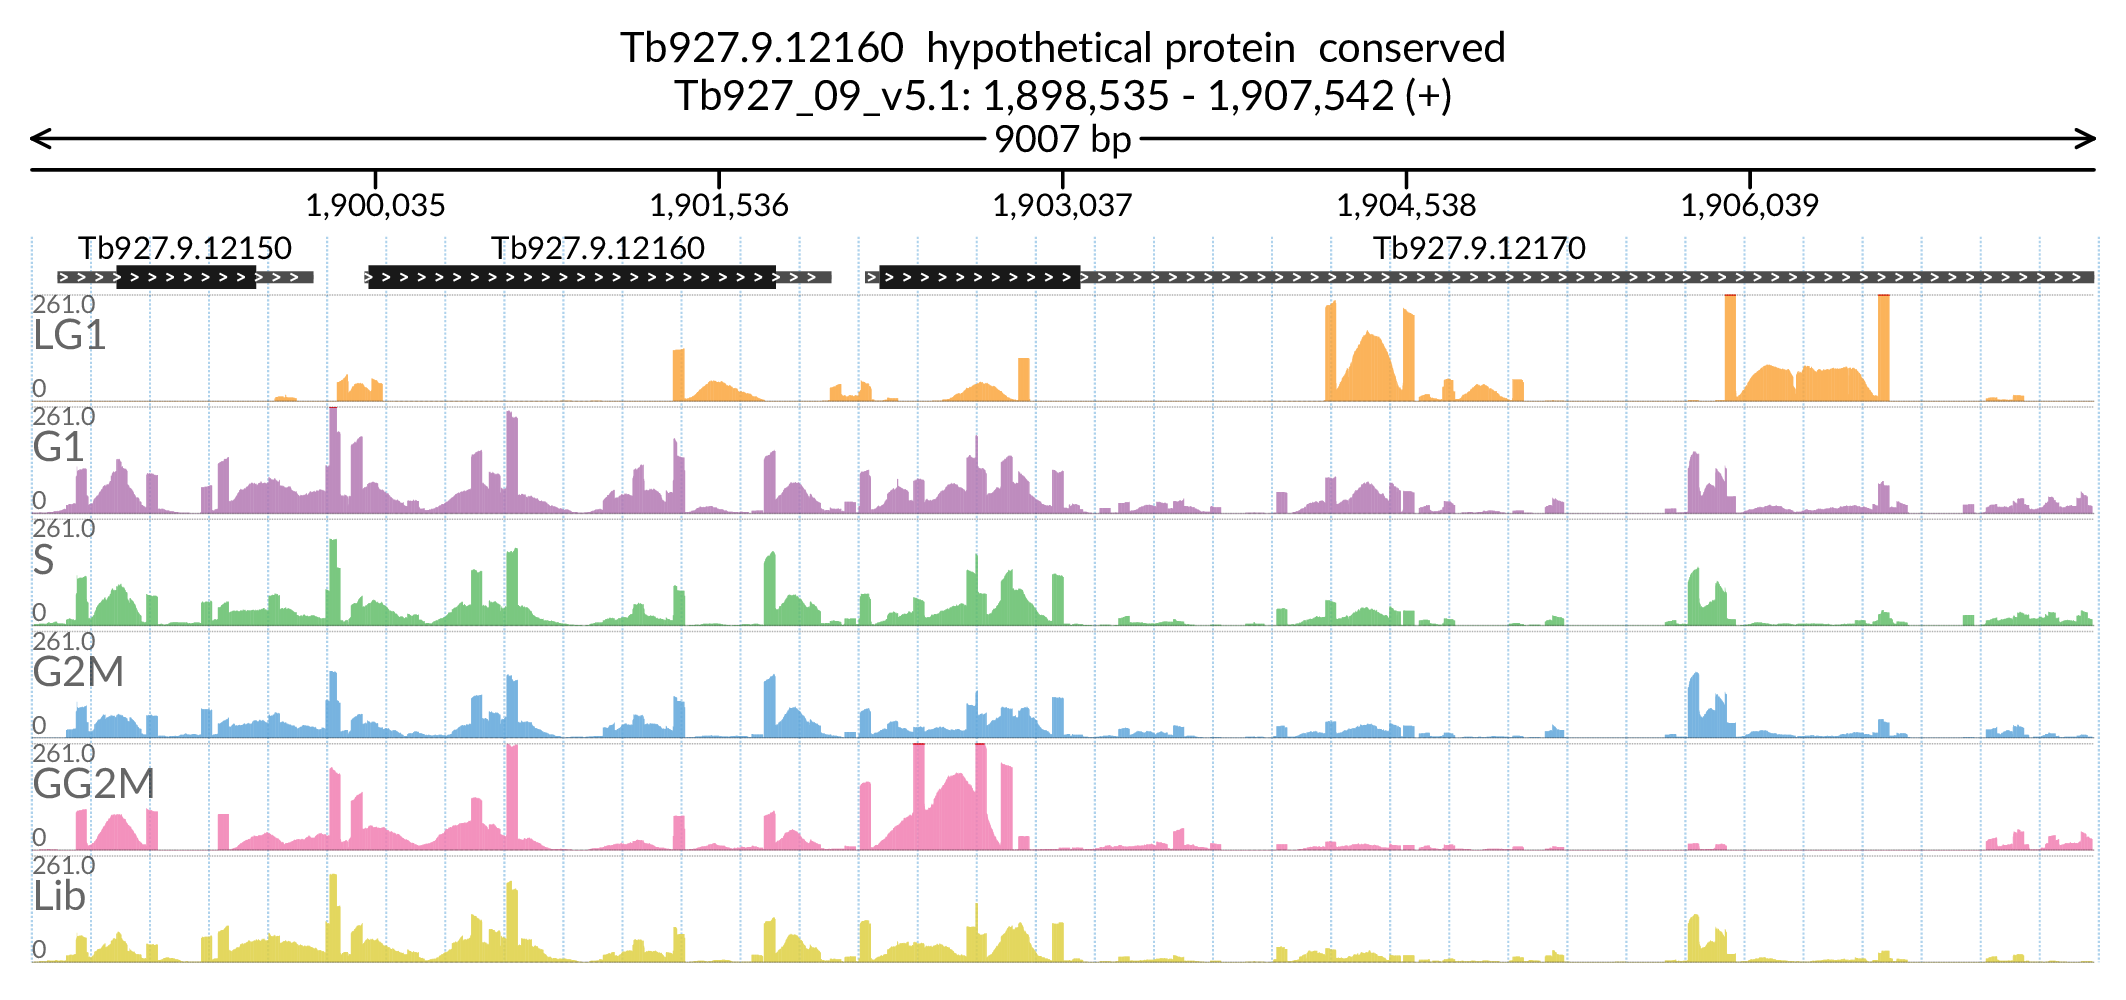 Tb927.9.12160  hypothetical protein  conserved
Tb927_09_v5.1: 1,898,535 - 1,907,542 (+)
9007 bp
1,900,035 1,901,536 1,903,037 1,904,538 1,906,039
Tb927.9.12150 Tb927.9.12160 Tb927.9.12170
261.0
LG1
0
261.0
G1
0
261.0
S
0
261.0
G2M
0
261.0
GG2M
0
261.0
Lib
0